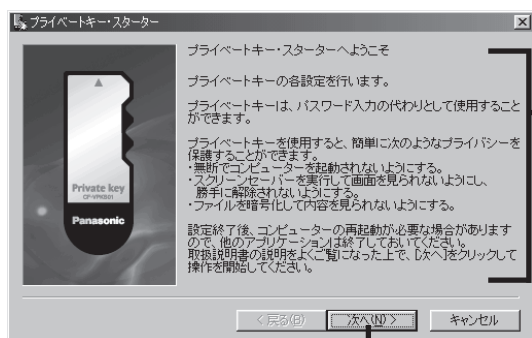 プライベートキー・スターター
プライベートキー・スターターへようこそ
プライベートキーの各設定を行います。
プライベートキーは、パスワード入力の代わりとして使用すること
ができます。
プライベートキーを使用すると、簡単に次のようなプライバシーを
保護することができます。
・無断でコンピューターを起動されないようにする。
・スクリーンセーバーを実行して画面を見られないようにし、
勝手に解除されないようにする。
・ファイルを暗号化して内容を見られないようにする。
設定終了後、コンピューターの再起動が必要な場合があります
ので、他のアプリケーションは終了しておいてください。
取扱説明書の説明をよくご覧になった上で、[次へ]をクリックして
操作を開始してください。
Private key
CF-VPK501
Panasonic
< 戻る(B)
次へ(N) >
キャンセル